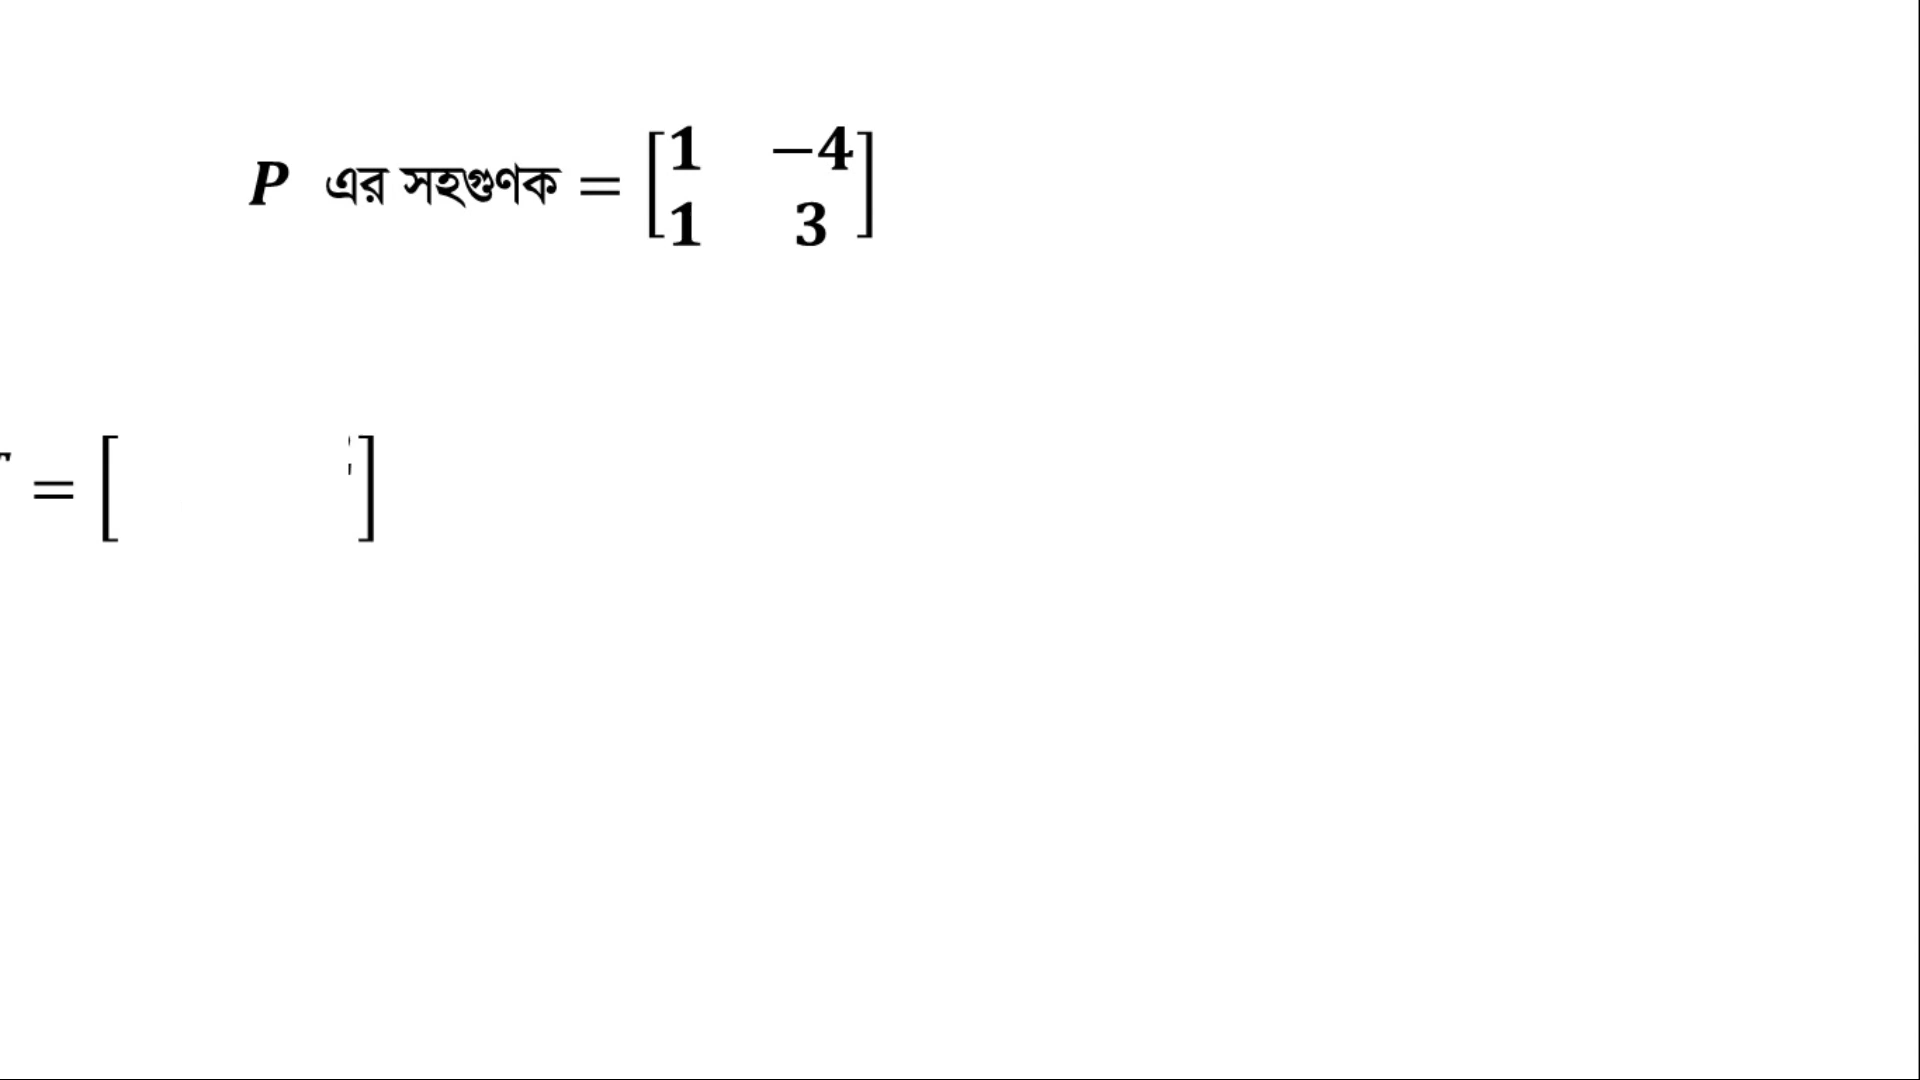 P এর সহগুণক = [1 −4
1 3]
= [ ]